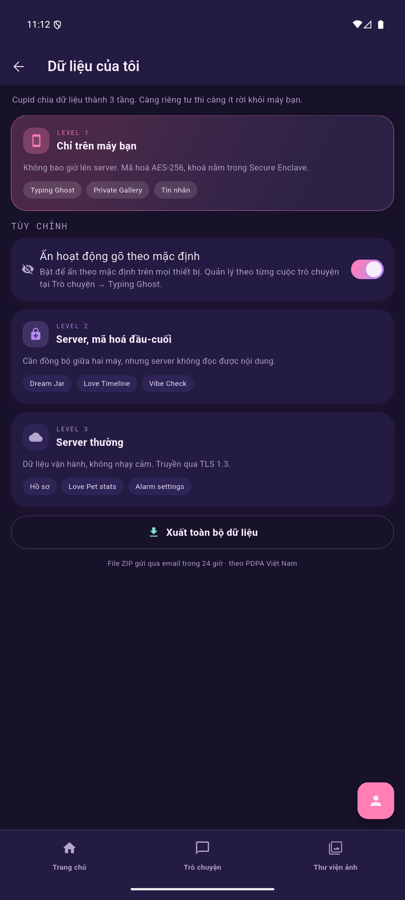 11:12
Dữ liệu của tôi
Cupid chia dữ liệu thành 3 tầng. Càng riêng tư thì càng ít rời khỏi máy bạn.
LEVEL 1
Chỉ trên máy bạn
Không bao giờ lên server. Mã hoá AES-256, khoá nằm trong Secure Enclave.
Typing Ghost
Private Gallery
Tin nhắn
TÙY CHỈNH
Ẩn hoạt động gõ theo mặc định
Bật để ẩn theo mặc định trên mọi thiết bị. Quản lý theo từng cuộc trò chuyện
tại Trò chuyện → Typing Ghost.
LEVEL 2
Server, mã hoá đầu-cuối
Cần đồng bộ giữa hai máy, nhưng server không đọc được nội dung.
Dream Jar
Love Timeline
Vibe Check
LEVEL 3
Server thường
Dữ liệu vận hành, không nhạy cảm. Truyền qua TLS 1.3.
Hồ sơ
Love Pet stats
Alarm settings
Xuất toàn bộ dữ liệu
File ZIP gửi qua email trong 24 giờ · theo PDPA Việt Nam
Trang chủ
Trò chuyện
Thư viện ảnh